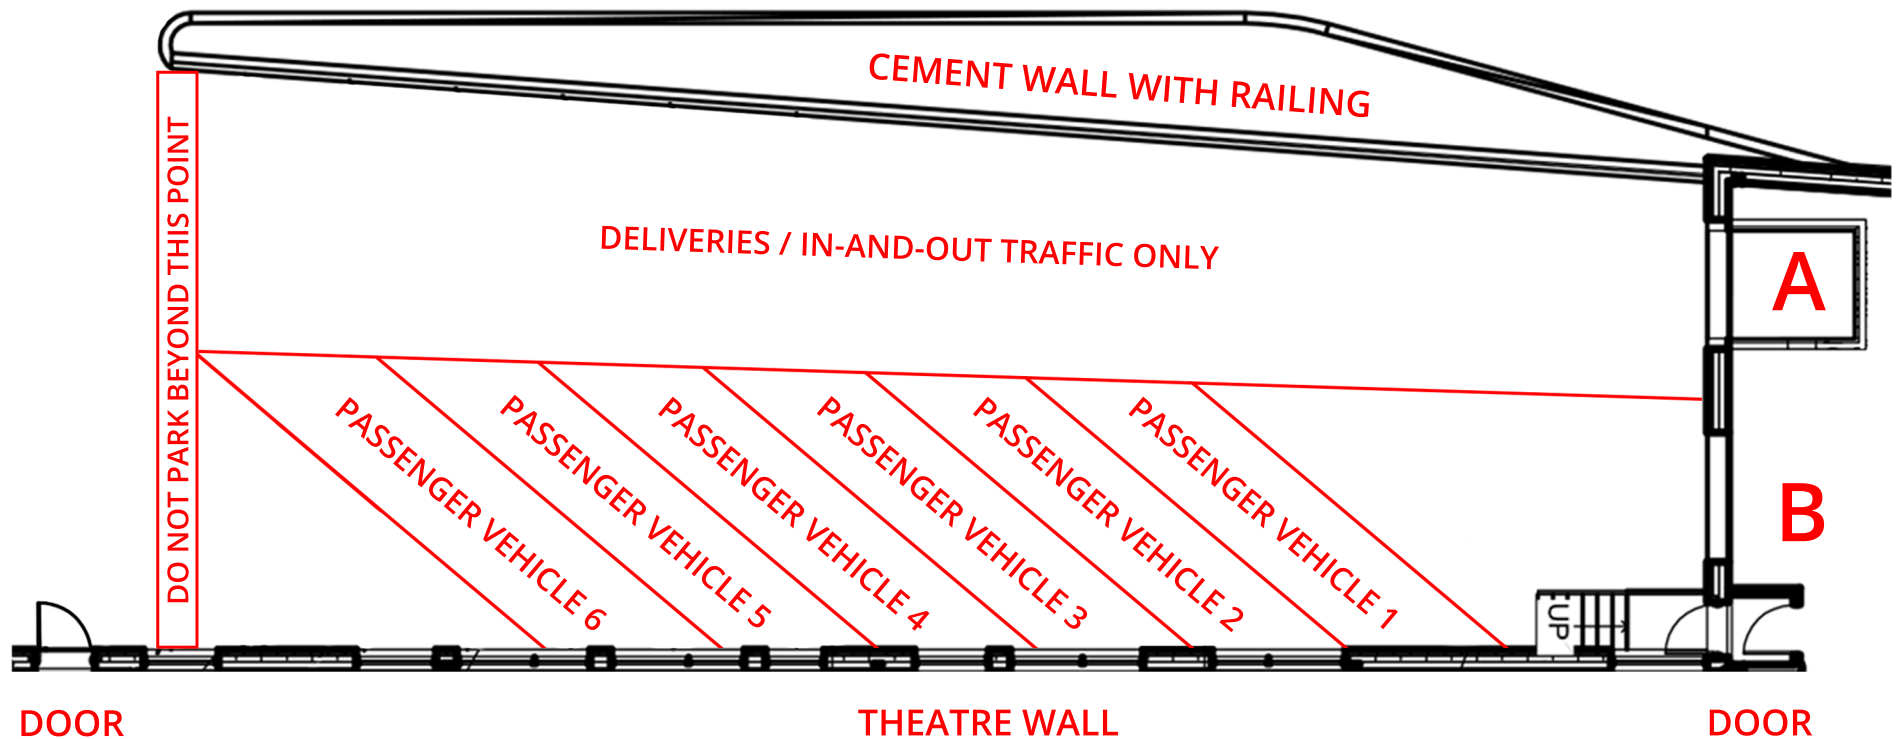 CEMENT WALL WITH RAILING
DO NOT PARK BEYOND THIS POINT
DELIVERIES / IN-AND-OUT TRAFFIC ONLY
A
B
PASSENGER VEHICLE 6
PASSENGER VEHICLE 5
PASSENGER VEHICLE 4
PASSENGER VEHICLE 3
PASSENGER VEHICLE 2
PASSENGER VEHICLE 1
UP
DOOR
THEATRE WALL
DOOR